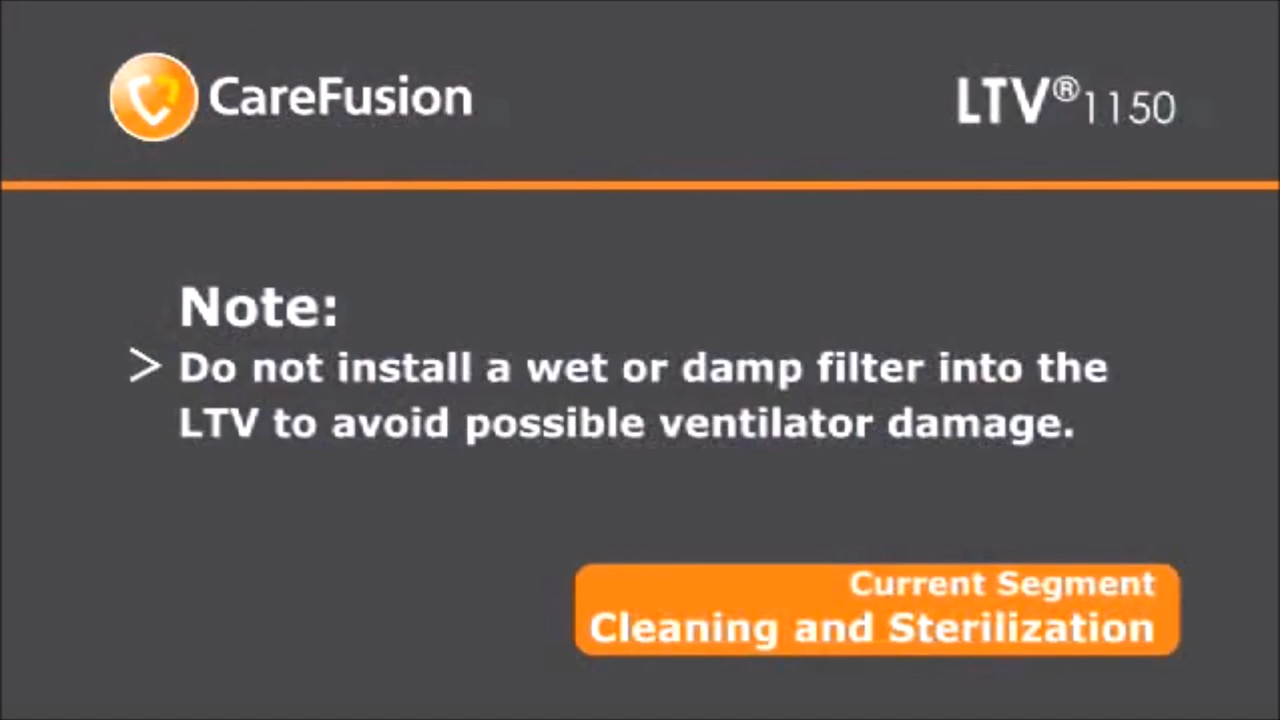 CareFusion
LTV® 1150
Note:
> Do not install a wet or damp filter into the
LTV to avoid possible ventilator damage.
Current Segment
Cleaning and Sterilization